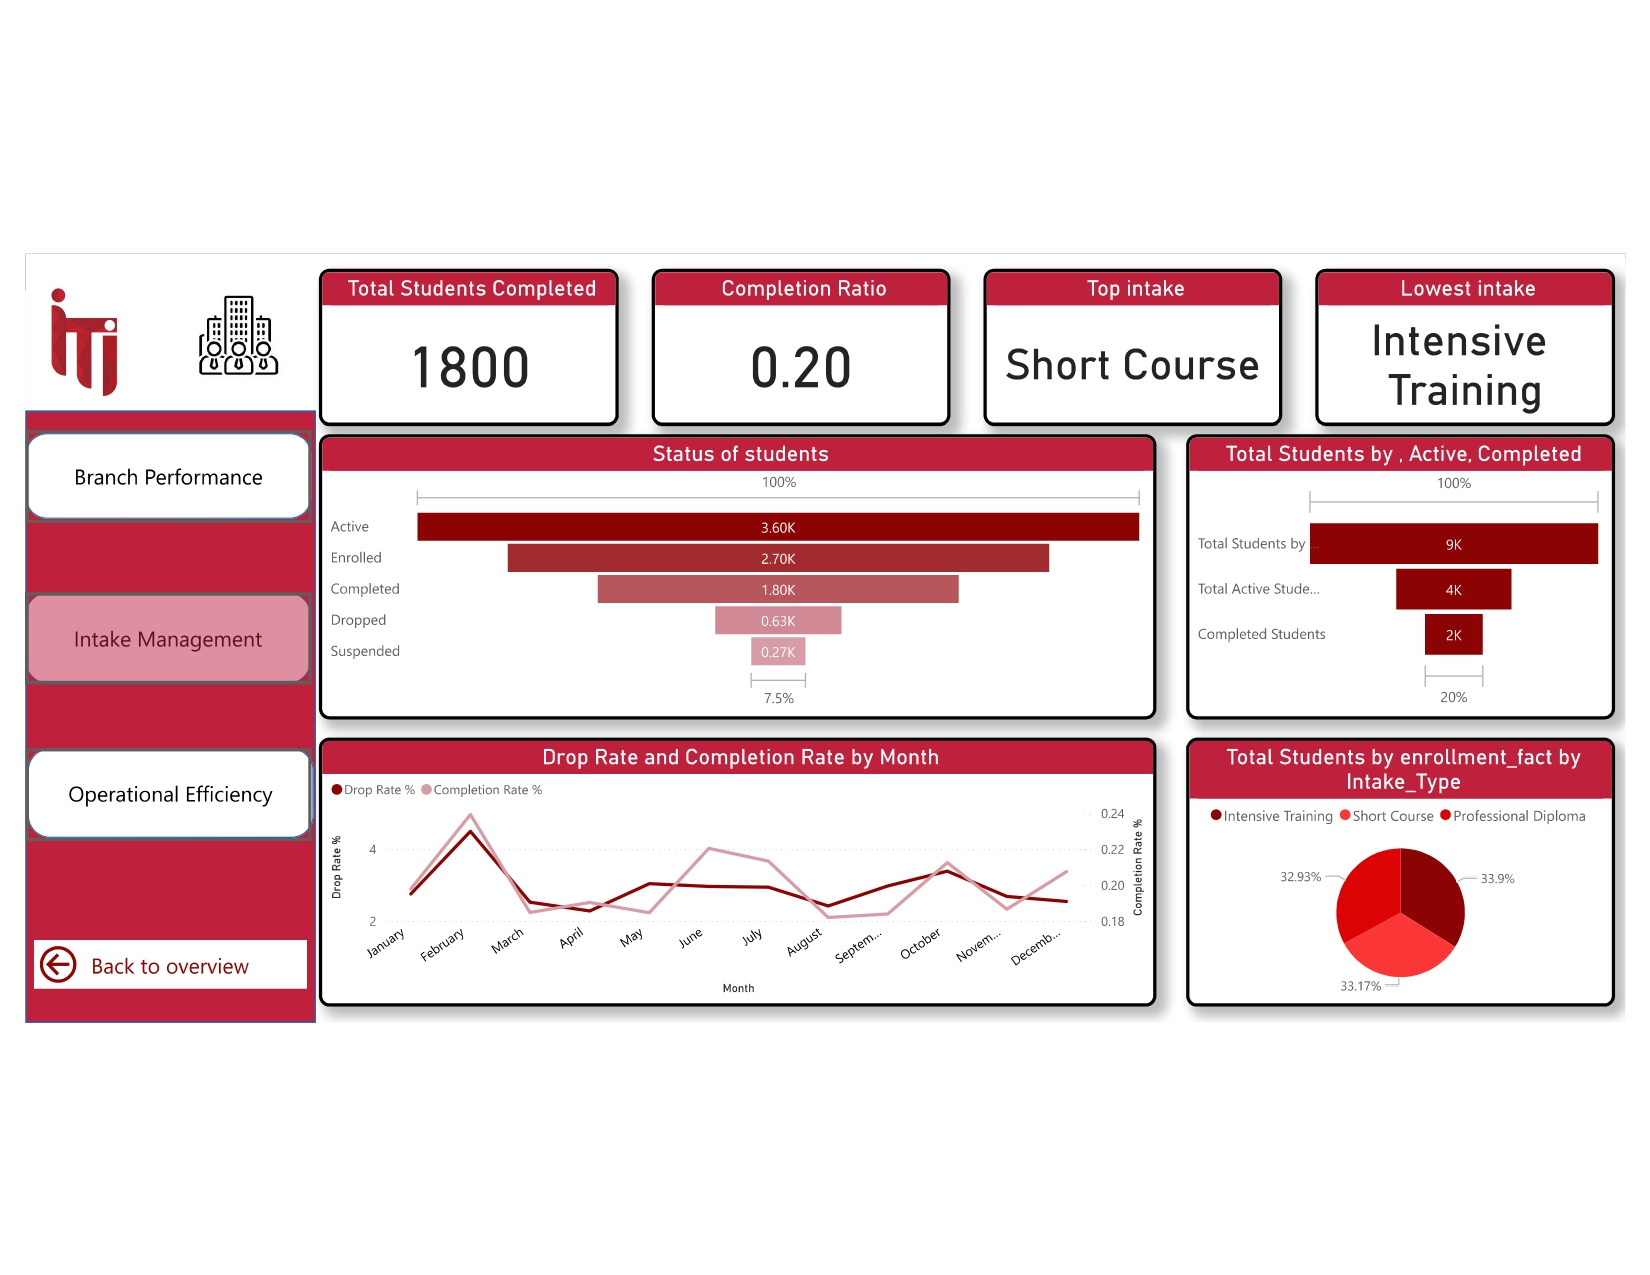 iTi
Total Students Completed
1800
Completion Ratio
0.20
Top intake
Short Course
Lowest intake
Intensive
Training
Branch Performance
Intake Management
Operational Efficiency
Back to overview
Status of students
100%
Active
3.60K
Enrolled
2.70K
Completed
1.80K
Dropped
0.63K
Suspended
0.27K
7.5%
Total Students by , Active, Completed
100%
Total Students by ...
9K
Total Active Stude...
4K
Completed Students
2K
20%
Drop Rate and Completion Rate by Month
Drop Rate % Completion Rate %
Drop Rate %
4
2
0.24
0.22
0.20
0.18
Completion Rate %
January
February
March
April
May
June
July
August
Septem...
October
Novem...
Decemb...
Month
Total Students by enrollment_fact by
Intake_Type
Intensive Training Short Course Professional Diploma
32.93%
33.9%
33.17%